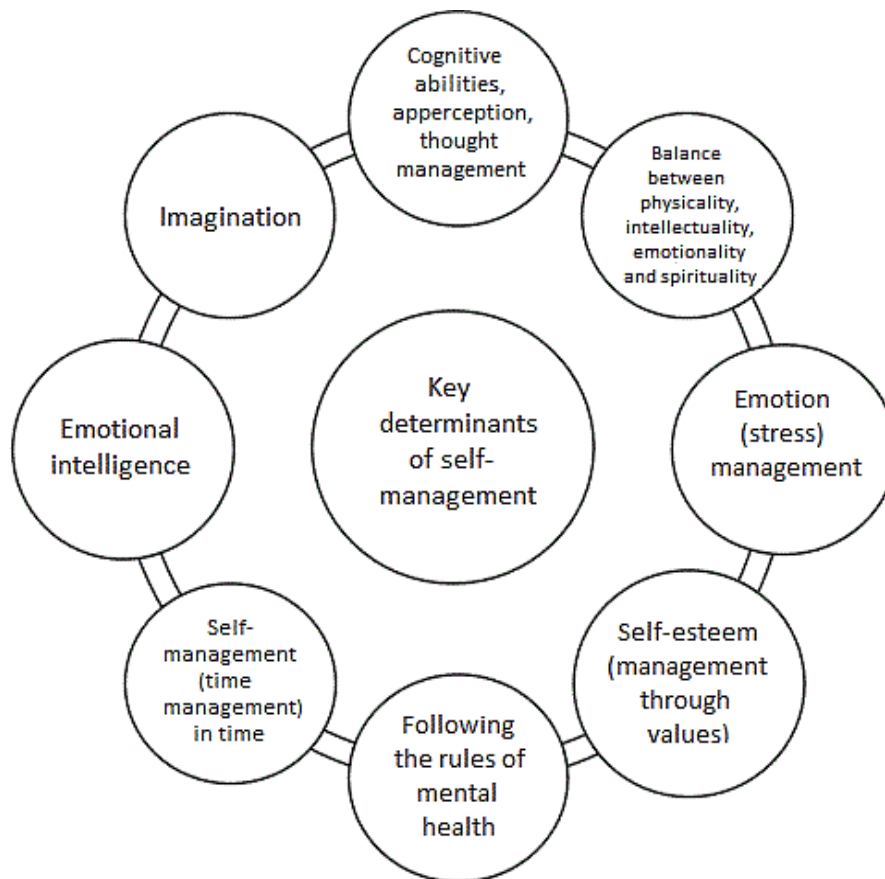 Cognitive
abilities,
apperception,
thought
management
Balance
between
physicality,
intellectuality,
emotionality
and spirituality
Emotion
(stress)
management
Self-esteem
(management
through
values)
Following
the rules of
mental
health
Self-
management
(time
management)
in time
Emotional
intelligence
Imagination
Key
determinants
of self-
management